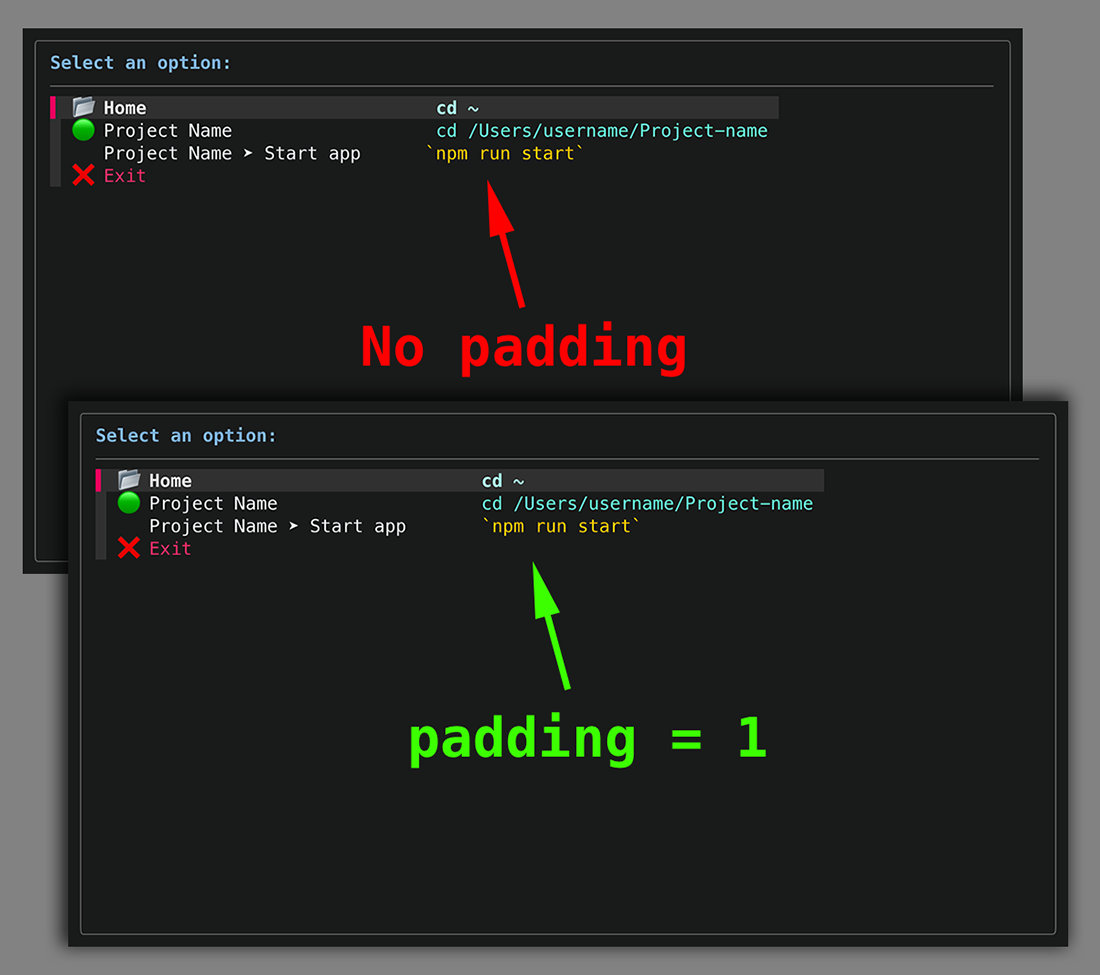 Select an option:
📂 Home cd ~
🟢 Project Name cd /Users/username/Project-name
Project Name ➤ Start app `npm run start`
❌ Exit
No padding
Select an option:
📂 Home cd ~
🟢 Project Name cd /Users/username/Project-name
Project Name ➤ Start app `npm run start`
❌ Exit
padding = 1